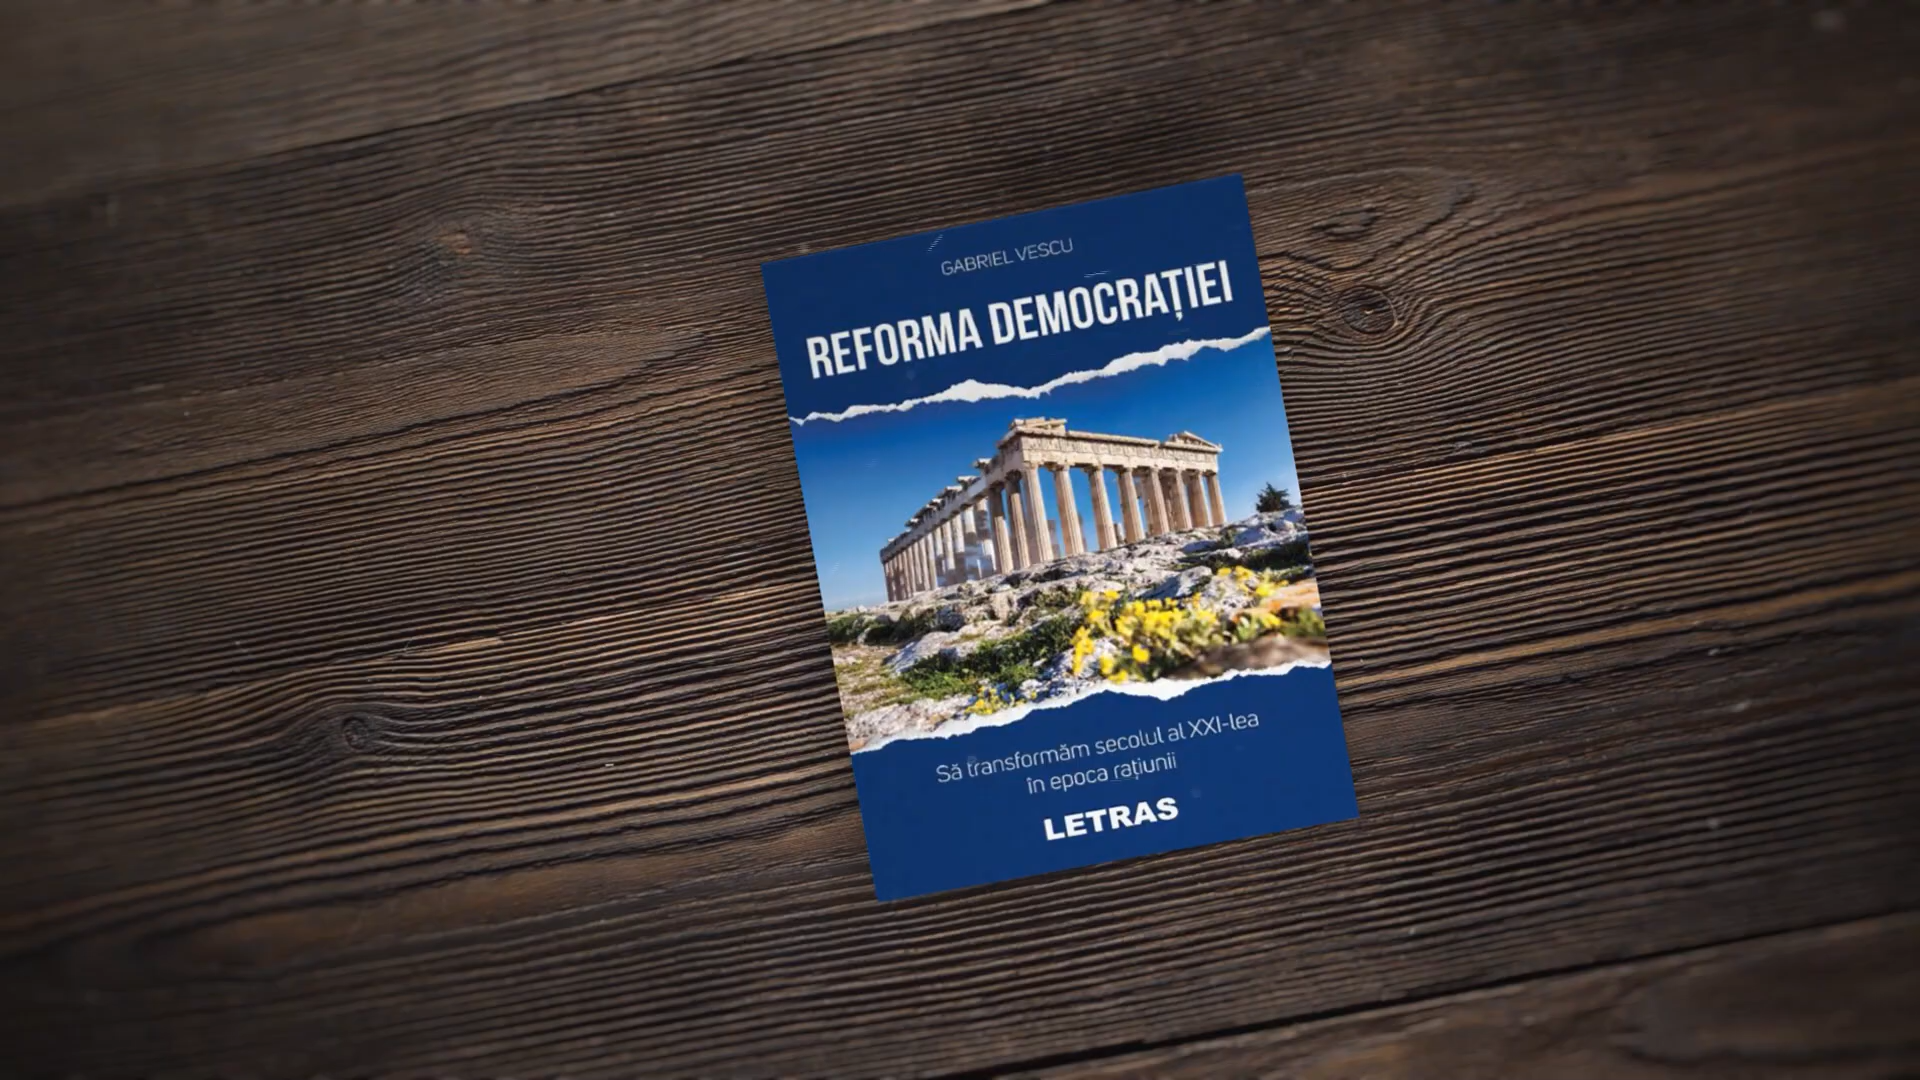 GABRIEL VESCU
REFORMA DEMOCRAȚIEI
Să transformăm secolul al XXI-lea
în epoca rațiunii
LETRAS